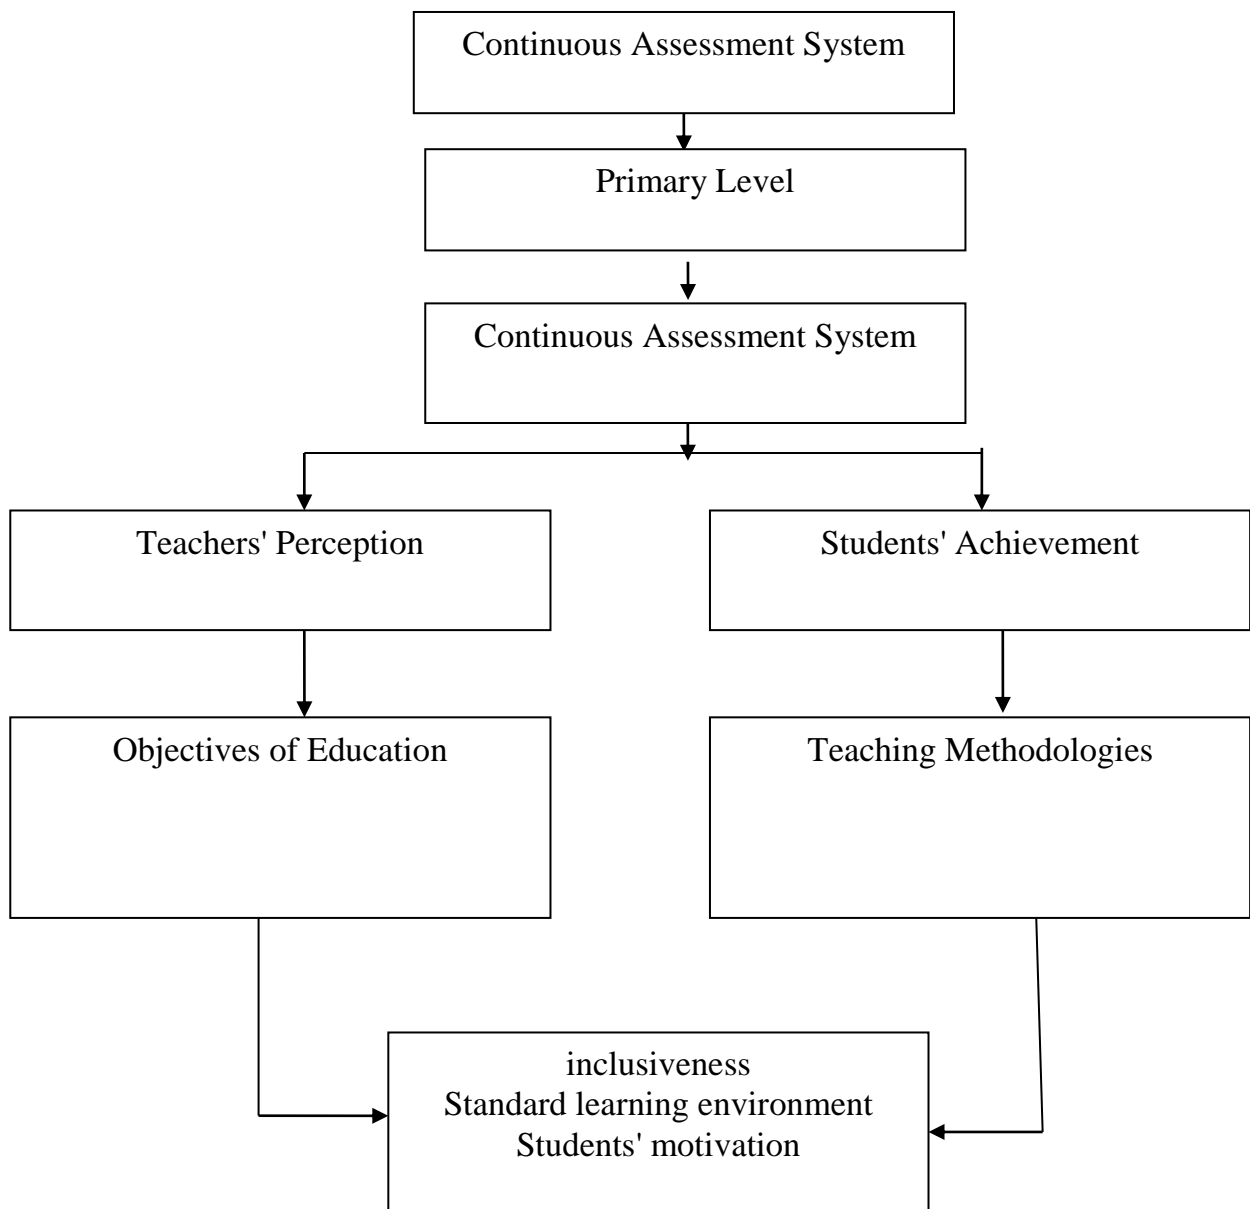 Continuous Assessment System
Primary Level
Continuous Assessment System
Teachers' Perception
Students' Achievement
Objectives of Education
Teaching Methodologies
inclusiveness
Standard learning environment
Students' motivation